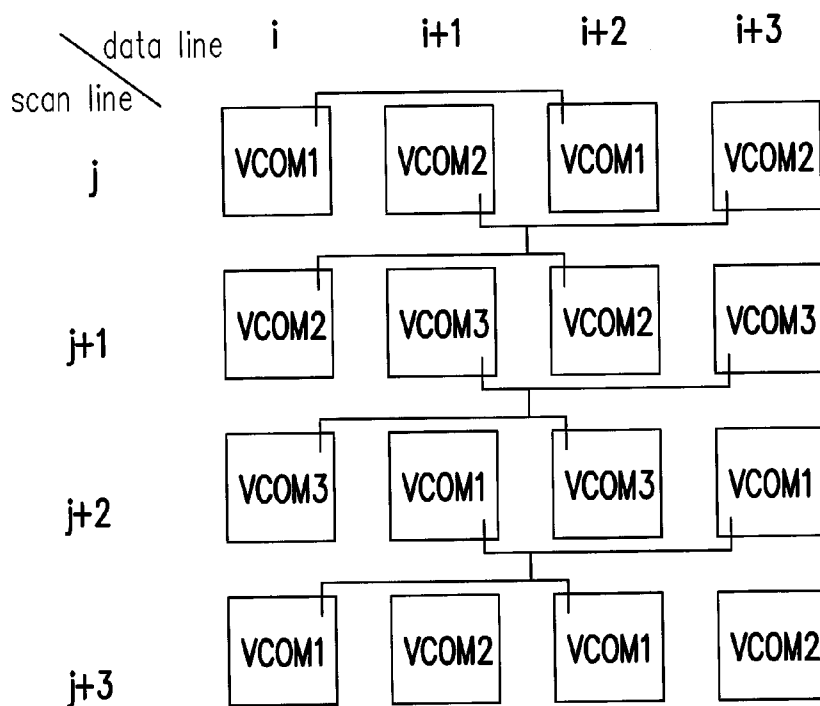 data line i i+1 i+2 i+3
scan line
j VCOM1 VCOM2 VCOM1 VCOM2
j+1 VCOM2 VCOM3 VCOM2 VCOM3
j+2 VCOM3 VCOM1 VCOM3 VCOM1
j+3 VCOM1 VCOM2 VCOM1 VCOM2